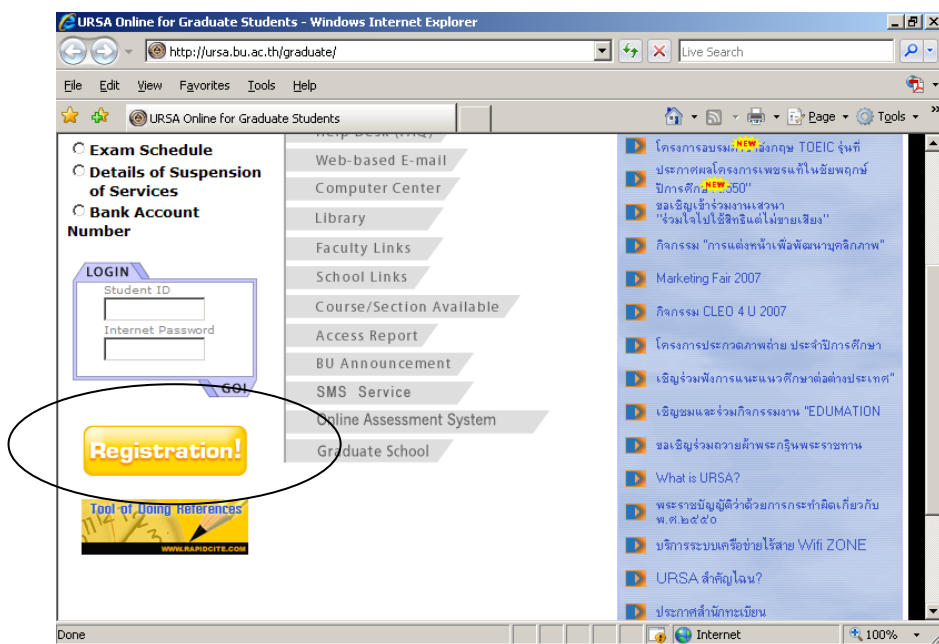 URSA Online for Graduate Students - Windows Internet Explorer
http://ursa.bu.ac.th/graduate/
Live Search
File Edit View Favorites Tools Help
URSA Online for Graduate Students
Page Tools
Exam Schedule
Details of Suspension
of Services
Bank Account
Number
LOGIN
Student ID
Internet Password
GO!
Registration!
Tool of Doing References
WWW.RAPIDCITE.COM
Help Desk (FAQ)
Web-based E-mail
Computer Center
Library
Faculty Links
School Links
Course/Section Available
Access Report
BU Announcement
SMS Service
Online Assessment System
Graduate School
NEW
TOEIC รุ่นที่
ประกาศผลโครงการเพชรแท้ในชัยพฤกษ์
NEW
ขอเชิญเข้าร่วมงานเสวนา
"ร่วมใจไปใช้สิทธิแต่ไม่ขายเสียง"
กิจกรรม "การแต่งหน้าเพื่อพัฒนาบุคลิกภาพ"
Marketing Fair 2007
กิจกรรม CLEO 4 U 2007
โครงการประกวดภาพถ่าย ประจำปีการศึกษา
เชิญร่วมฟังการแนะแนวศึกษาต่อต่างประเทศ"
เชิญชมและร่วมกิจกรรมงาน "EDUMATION
ขอเชิญร่วมถวายผ้าพระกฐินพระราชทาน
What is URSA?
พระราชบัญญัติว่าด้วยการกระทำผิดเกี่ยวกับ
พ.ศ.๒๕๕๐
บริการระบบเครือข่ายไร้สาย Wifi ZONE
URSA สำคัญไฉน?
ประกาศสำนักทะเบียน
Done
Internet
100%